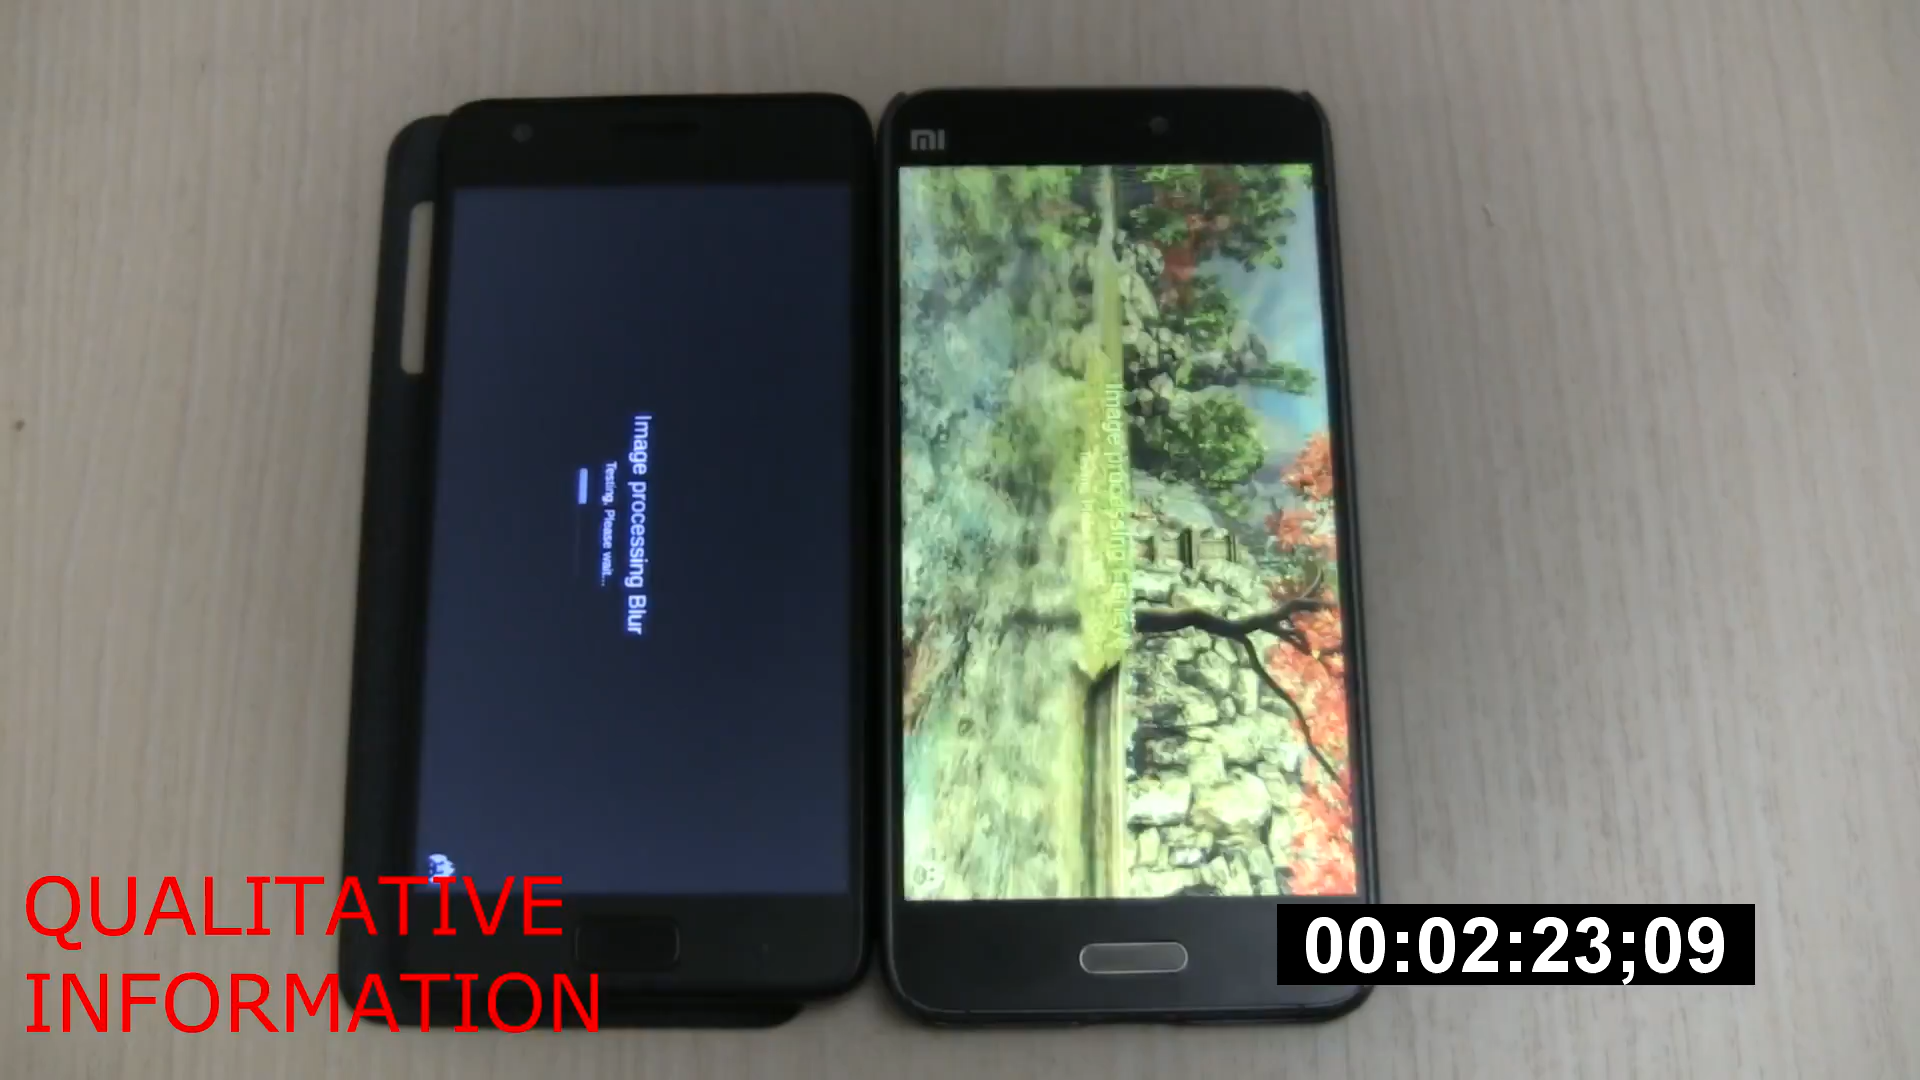 mi
Image processing Blur
Testing, Please wait...
Image processing
QUALITATIVE
INFORMATION
00:02:23;09